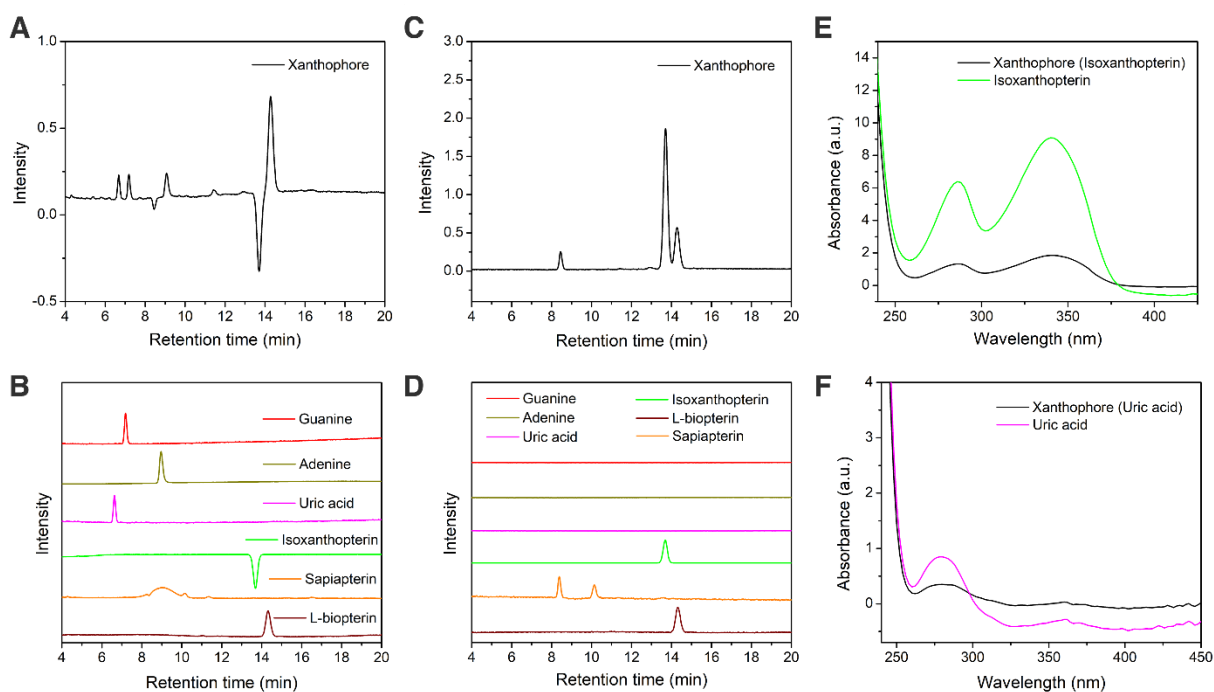 A
1.0
0.5
0.0
-0.5
Intensity
Xanthophore
4 6 8 10 12 14 16 18 20
Retention time (min)
B
Intensity
Guanine
Adenine
Uric acid
Isoxanthopterin
Sapiapterin
L-biopterin
4 6 8 10 12 14 16 18 20
Retention time (min)
C
3.0
2.5
2.0
1.5
1.0
0.5
0.0
Intensity
Xanthophore
4 6 8 10 12 14 16 18 20
Retention time (min)
D
Intensity
Guanine
Adenine
Uric acid
Isoxanthopterin
L-biopterin
Sapiapterin
4 6 8 10 12 14 16 18 20
Retention time (min)
E
14
12
10
8
6
4
2
0
Absorbance (a.u.)
Xanthophore (Isoxanthopterin)
Isoxanthopterin
250 300 350 400
Wavelength (nm)
F
4
3
2
1
0
Absorbance (a.u.)
Xanthophore (Uric acid)
Uric acid
250 300 350 400 450
Wavelength (nm)